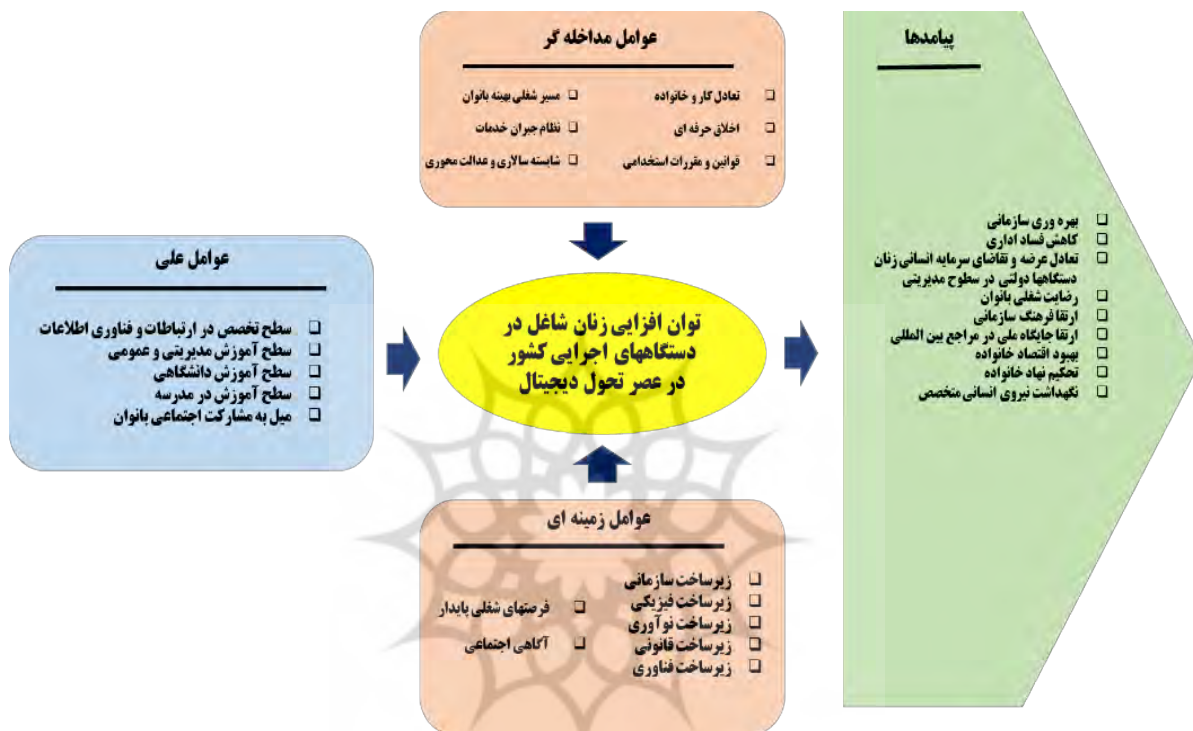 عوامل مداخله گر
تعادل کار و خانواده
اخلاق حرفه ای
قوانین و مقررات استخدامی
مسیر شغلی بهینه بانوان
نظام جبران خدمات
شایسته سالاری و عدالت محوری
پیامدها
بهره وری سازمانی
کاهش فساد اداری
تعادل عرضه و تقاضای سرمایه انسانی زنان
دستگاهها دولتی در سطوح مدیریتی
رضایت شغلی بانوان
ارتقا فرهنگ سازمانی
ارتقا جایگاه ملی در مراجع بین المللی
بهبود اقتصاد خانواده
تحکیم نهاد خانواده
نگهداشت نیروی انسانی متخصص
توان افزایی زنان شاغل در
دستگاههای اجرایی کشور
در عصر تحول دیجیتال
عوامل علی
سطح تخصص در ارتباطات و فناوری اطلاعات
سطح آموزش مدیریتی و عمومی
سطح آموزش دانشگاهی
سطح آموزش در مدرسه
میل به مشارکت اجتماعی بانوان
عوامل زمینه ای
زیرساخت سازمانی
زیرساخت فیزیکی
زیرساخت نوآوری
زیرساخت قانونی
زیرساخت فناوری
فرصتهای شغلی پایدار
آگاهی اجتماعی